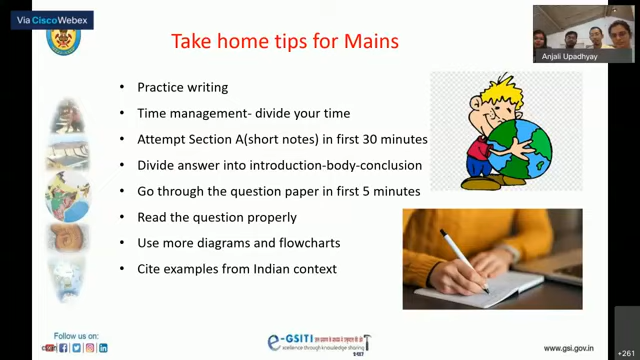 Via Cisco Webex
Anjali Upadhyay
Take home tips for Mains
• Practice writing
• Time management- divide your time
• Attempt Section A(short notes) in first 30 minutes
• Divide answer into introduction-body-conclusion
• Go through the question paper in first 5 minutes
• Read the question properly
• Use more diagrams and flowcharts
• Cite examples from Indian context
Follow us on:
e-GSITI
excellence through knowledge sharing
www.gsi.gov.in
+261